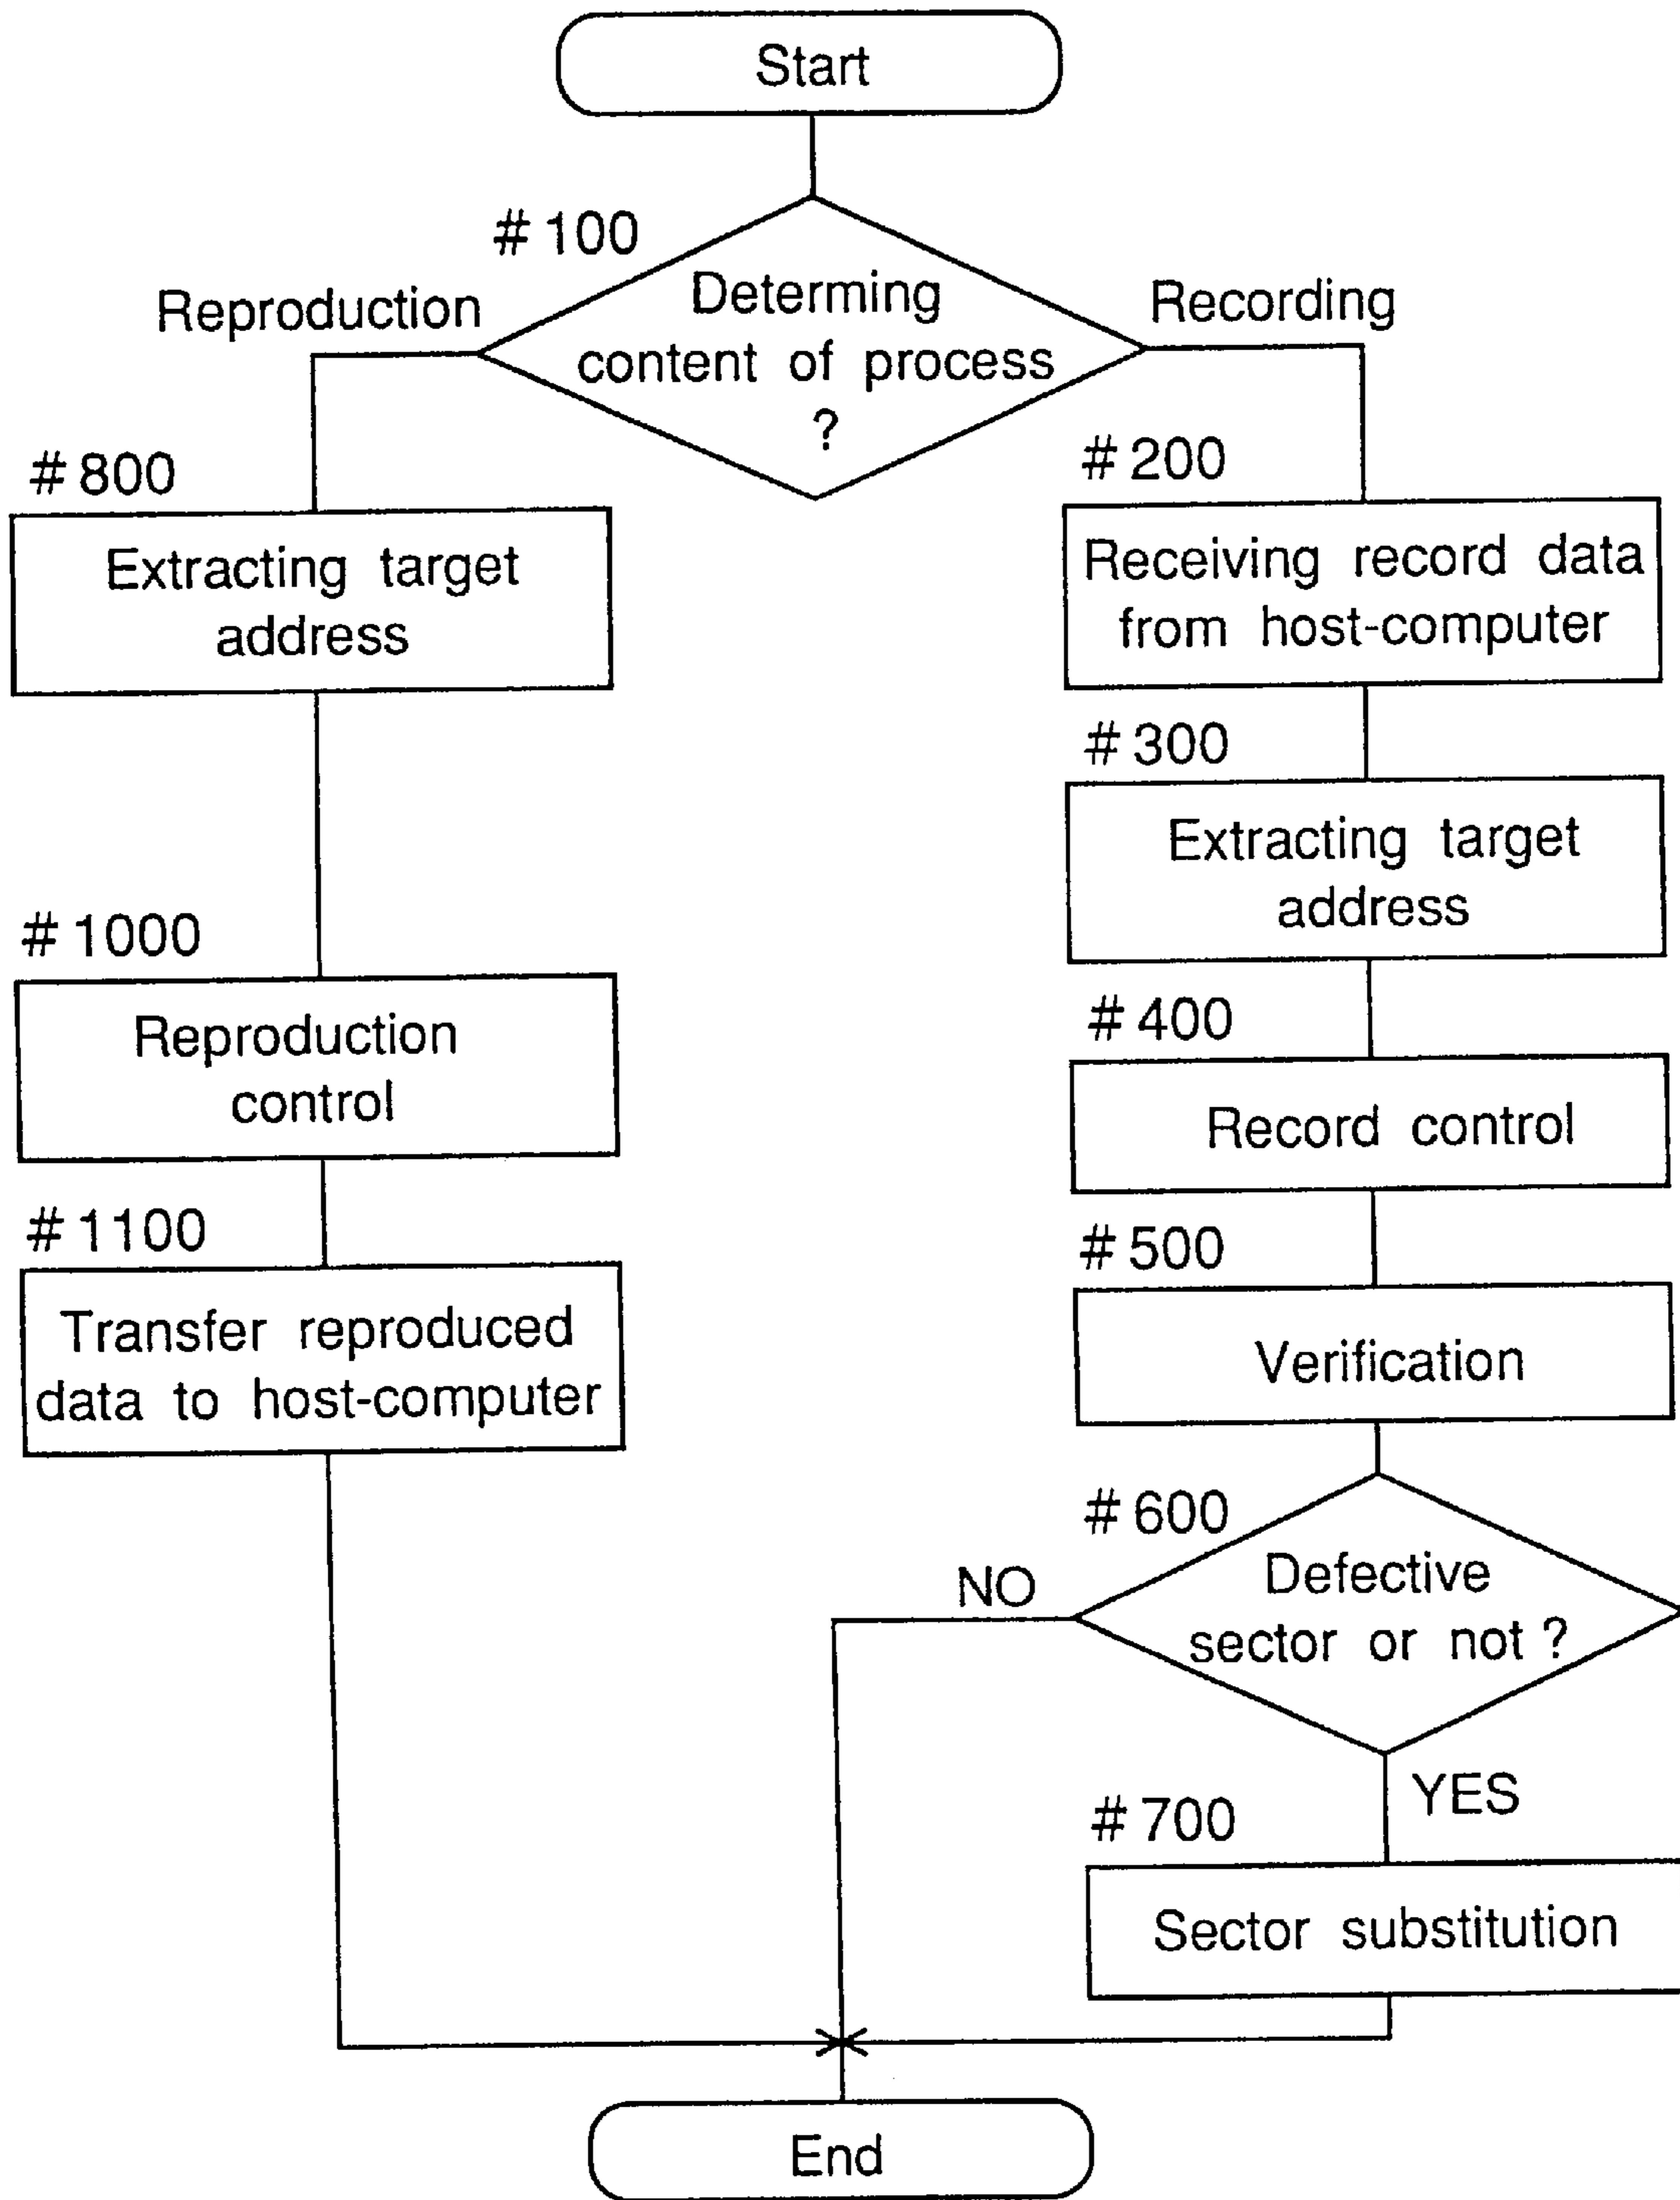 Start
# 100
Determing
content of process
?
Reproduction
Recording
# 800
Extracting target
address
# 1000
Reproduction
control
# 1100
Transfer reproduced
data to host-computer
# 200
Receiving record data
from host-computer
# 300
Extracting target
address
# 400
Record control
# 500
Verification
# 600
Defective
sector or not ?
NO
YES
# 700
Sector substitution
End